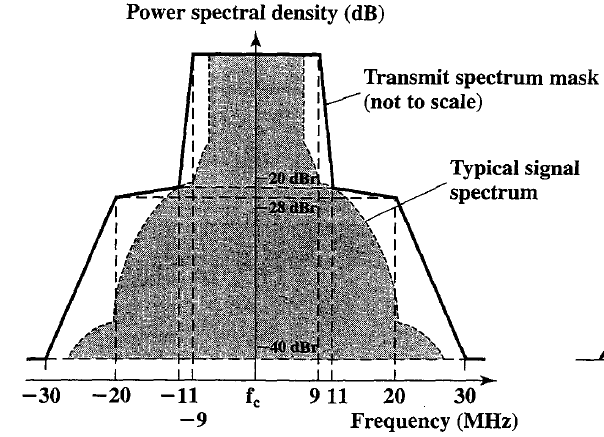 Power spectral density (dB)
Transmit spectrum mask
(not to scale)
Typical signal
spectrum
-20 dBr
-28 dBr
-40 dBr
−30 −20 −11 fc 9 11 20 30
−9 Frequency (MHz)